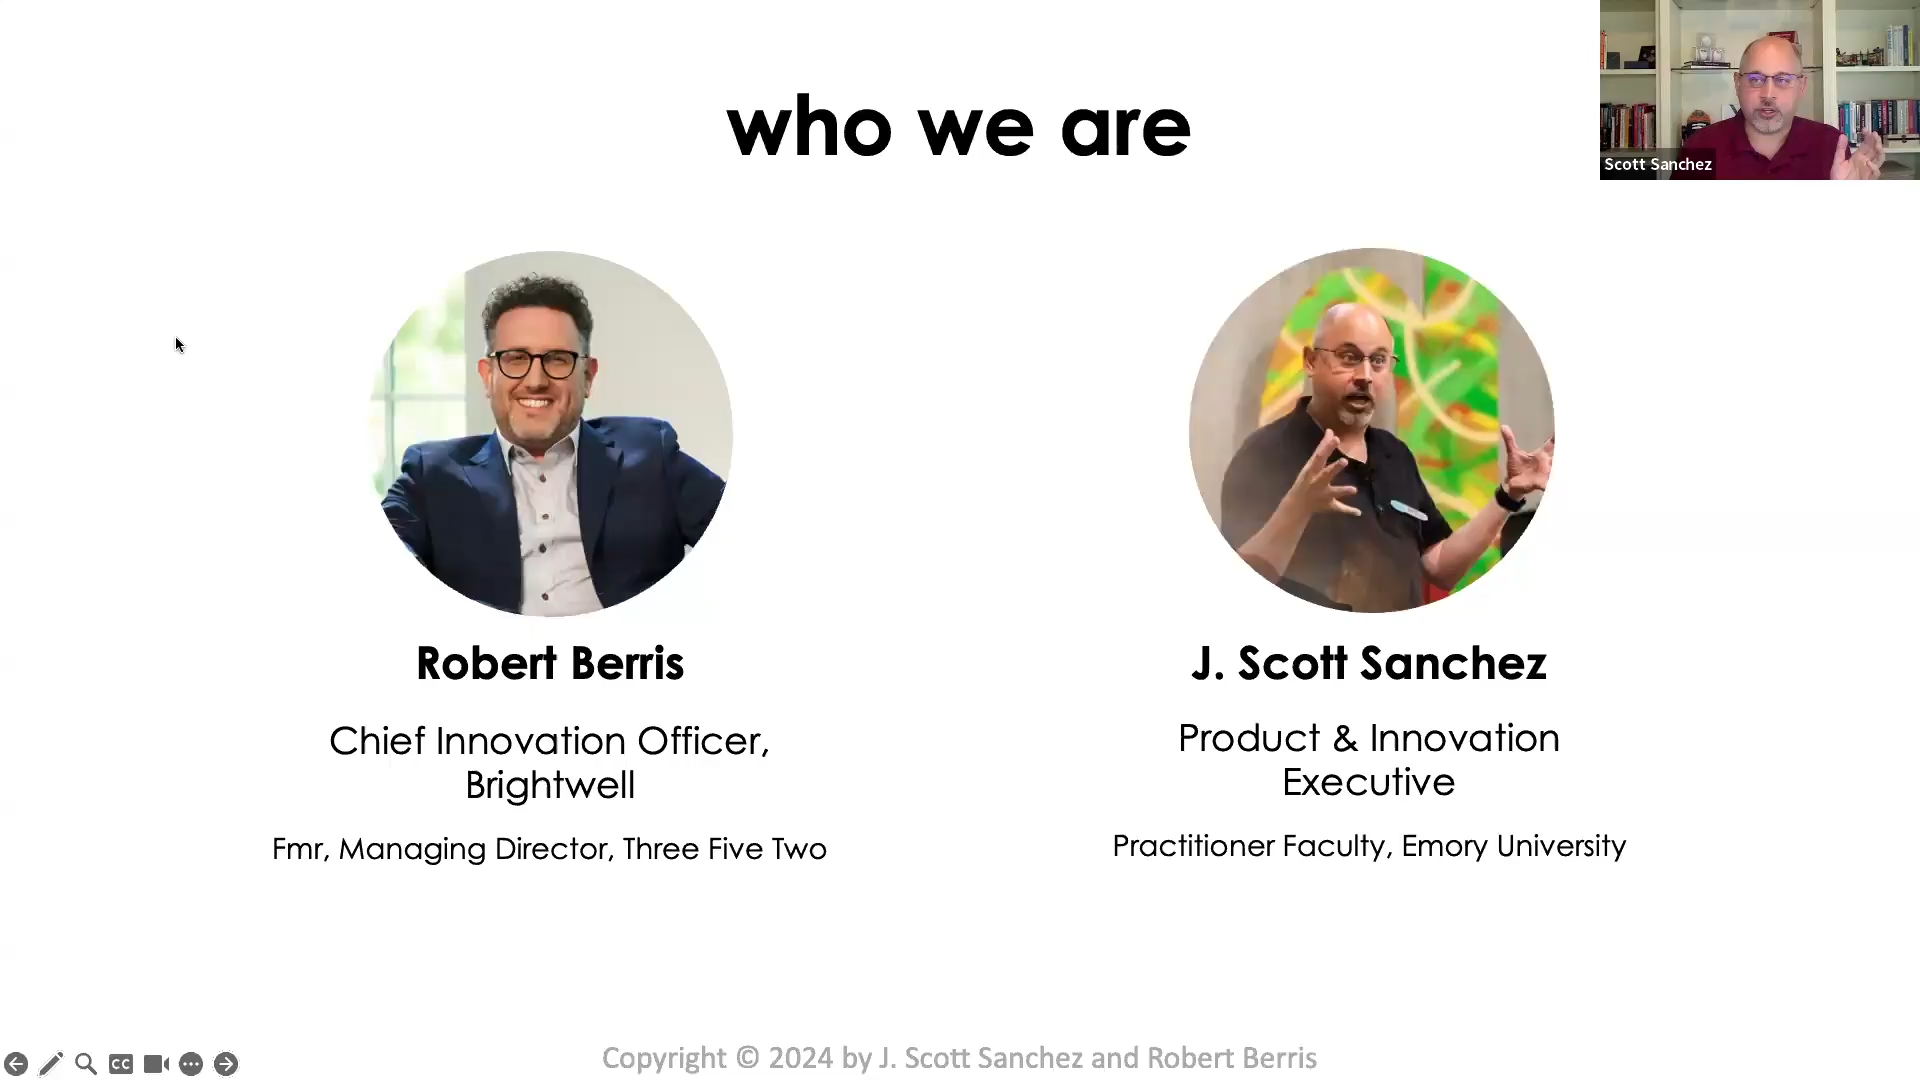 who we are
Scott Sanchez
Robert Berris
Chief Innovation Officer,
Brightwell
Fmr, Managing Director, Three Five Two
J. Scott Sanchez
Product & Innovation
Executive
Practitioner Faculty, Emory University
CC
Copyright © 2024 by J. Scott Sanchez and Robert Berris